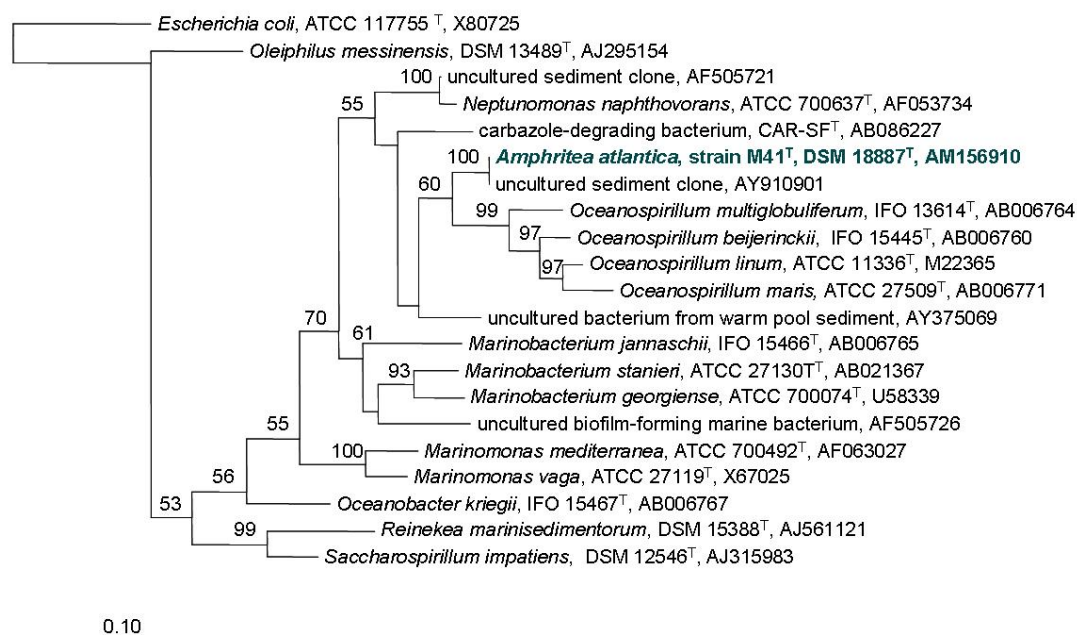 Escherichia coli, ATCC 117755 ᵀ, X80725
Oleiphilus messinensis, DSM 13489ᵀ, AJ295154
100 uncultured sediment clone, AF505721
55 Neptunomonas naphthovorans, ATCC 700637ᵀ, AF053734
carbazole-degrading bacterium, CAR-SFᵀ, AB086227
100 Amphritea atlantica, strain M41ᵀ, DSM 18887ᵀ, AM156910
60 uncultured sediment clone, AY910901
99 Oceanospirillum multiglobuliferum, IFO 13614ᵀ, AB006764
97 Oceanospirillum beijerinckii, IFO 15445ᵀ, AB006760
97 Oceanospirillum linum, ATCC 11336ᵀ, M22365
Oceanospirillum maris, ATCC 27509ᵀ, AB006771
70 uncultured bacterium from warm pool sediment, AY375069
61 Marinobacterium jannaschii, IFO 15466ᵀ, AB006765
93 Marinobacterium stanieri, ATCC 27130Tᵀ, AB021367
Marinobacterium georgiense, ATCC 700074ᵀ, U58339
55 uncultured biofilm-forming marine bacterium, AF505726
100 Marinomonas mediterranea, ATCC 700492ᵀ, AF063027
56 Marinomonas vaga, ATCC 27119ᵀ, X67025
53 Oceanobacter kriegii, IFO 15467ᵀ, AB006767
99 Reinekea marinisedimentorum, DSM 15388ᵀ, AJ561121
Saccharospirillum impatiens, DSM 12546ᵀ, AJ315983
0.10